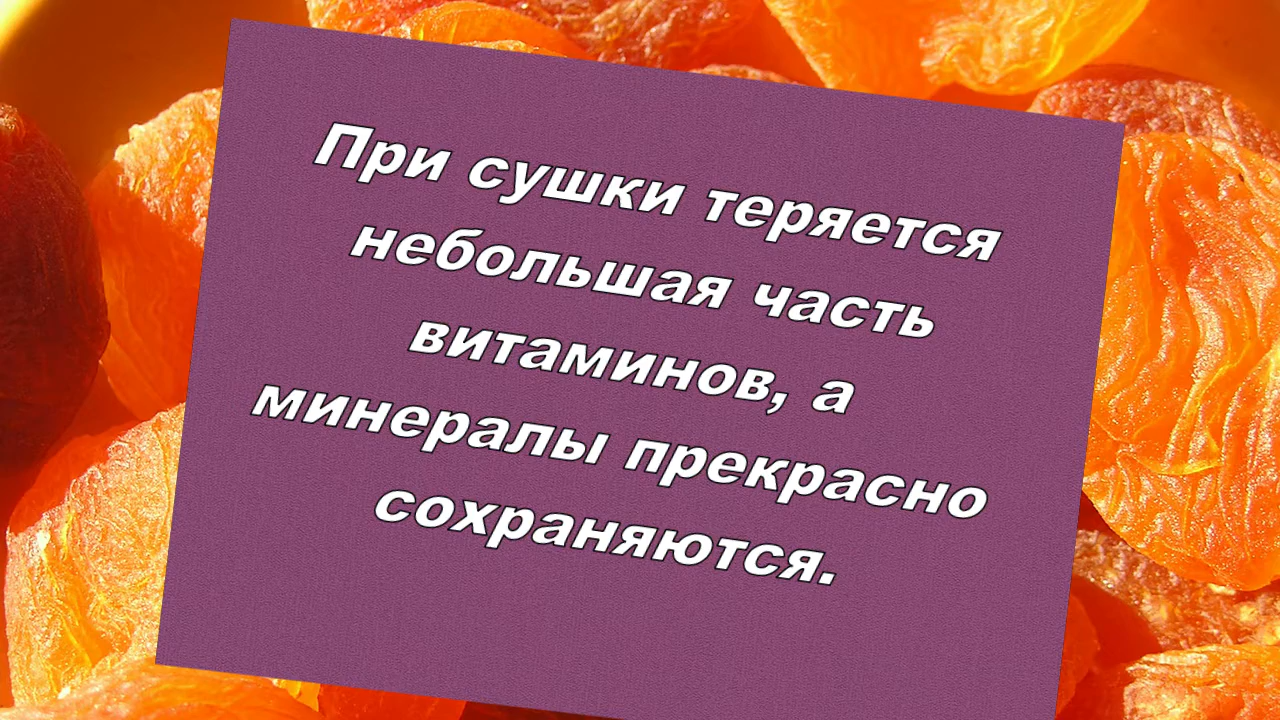 При сушки теряется
небольшая часть
витаминов, а
минералы прекрасно
сохраняются.